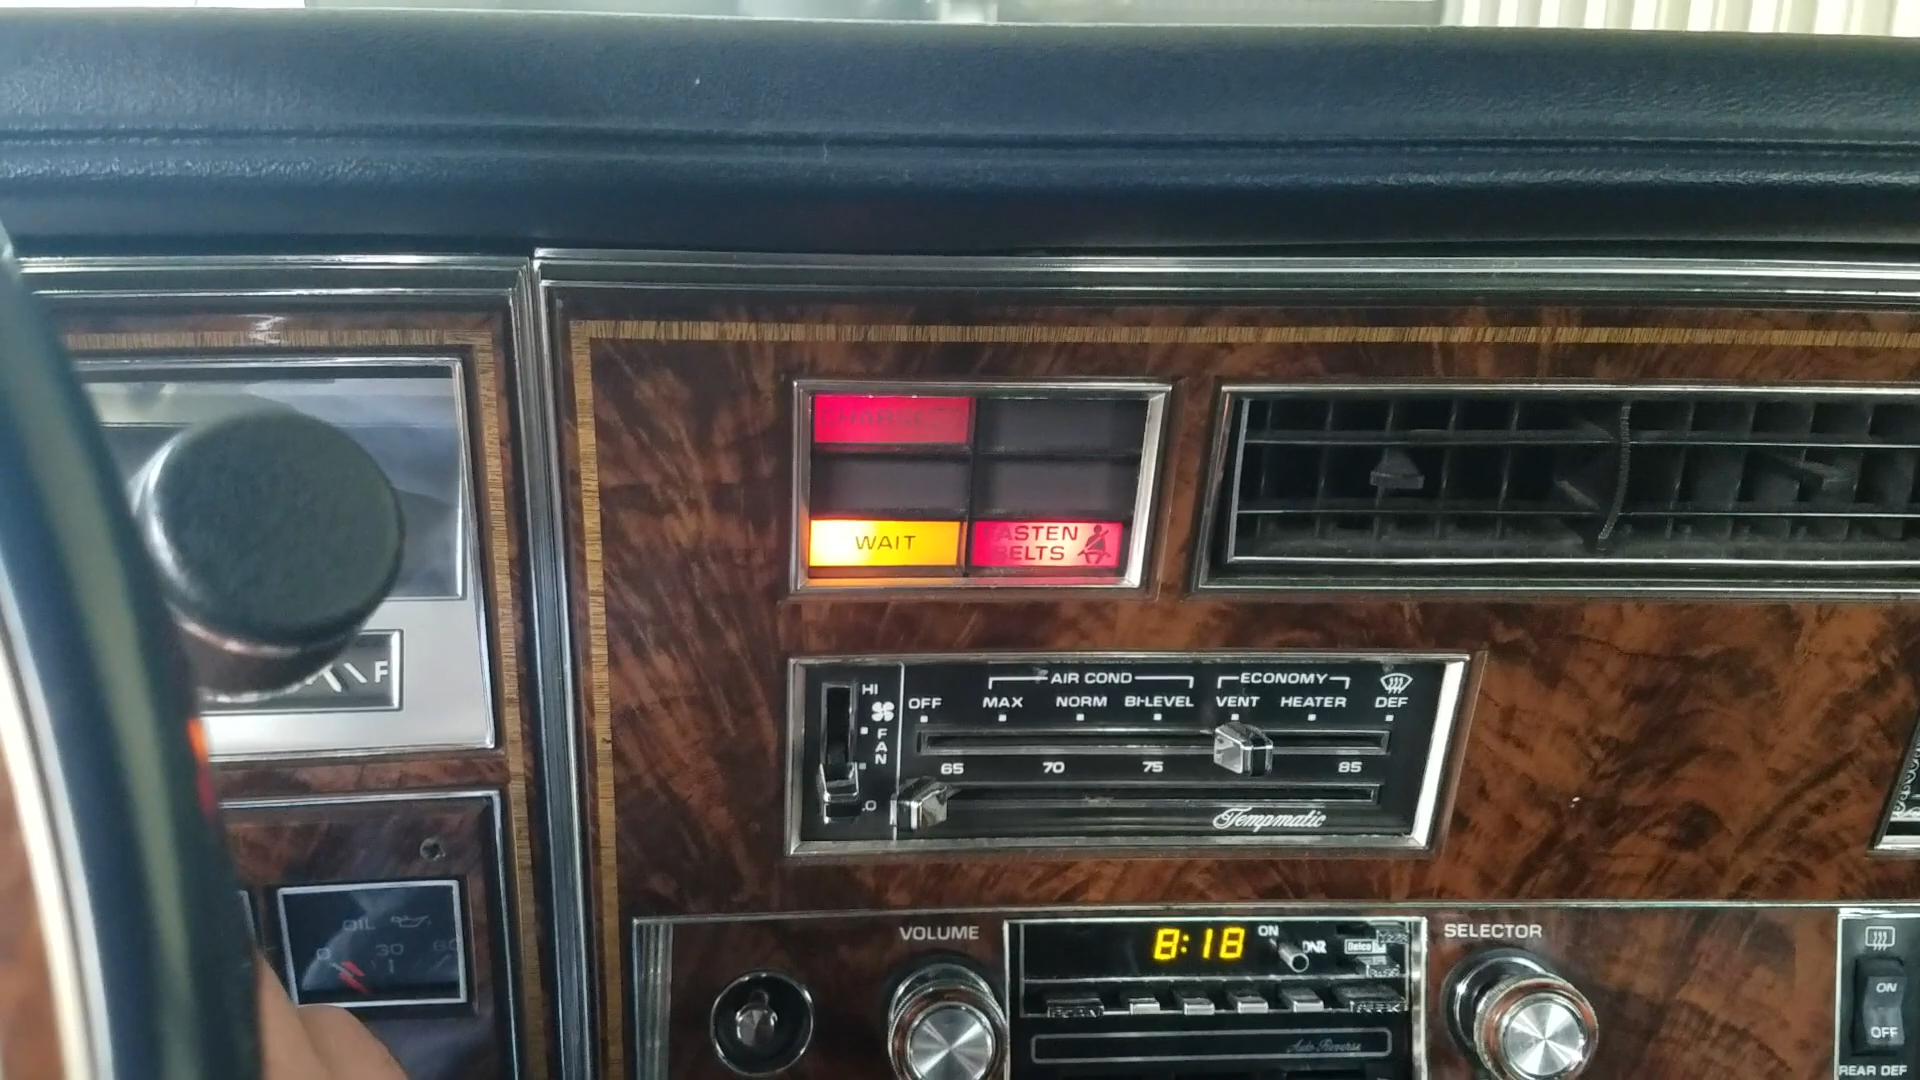 WAIT
FASTEN
BELTS
F
AIR COND
ECONOMY
HI
OFF
MAX
NORM
BI-LEVEL
VENT
HEATER
DEF
FAN
65
70
75
85
LO
Tempmatic
OIL
0
30
60
VOLUME
8:18
ON
DNR
Delco
SELECTOR
Auto Reverse
ON
OFF
REAR DEF